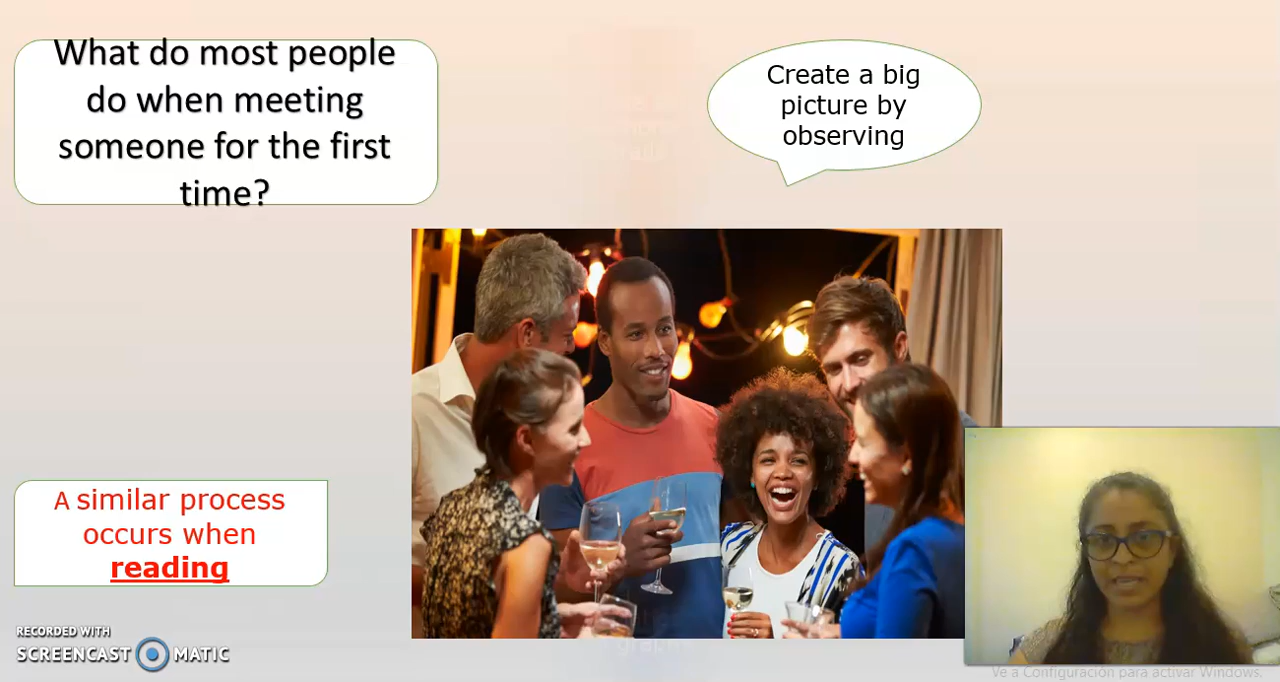 What do most people
do when meeting
someone for the first
time?
Create a big
picture by
observing
A similar process
occurs when
reading
RECORDED WITH
SCREENCAST MATIC
Ve a Configuración para activar Windows.